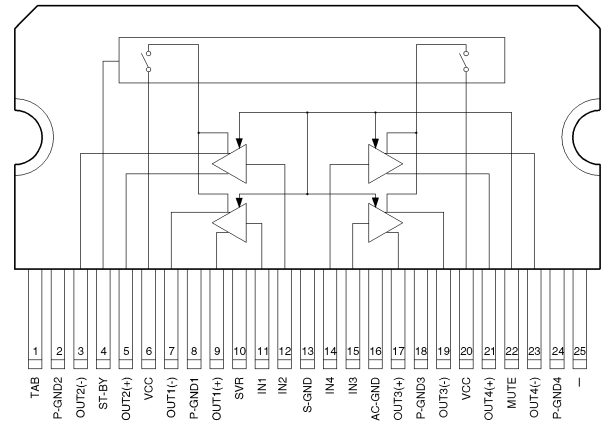 1 2 3 4 5 6 7 8 9 10 11 12 13 14 15 16 17 18 19 20 21 22 23 24 25
TAB
P-GND2
OUT2(-)
ST-BY
OUT2(+)
VCC
OUT1(-)
P-GND1
OUT1(+)
SVR
IN1
IN2
S-GND
IN4
IN3
AC-GND
OUT3(+)
P-GND3
OUT3(-)
VCC
OUT4(+)
MUTE
OUT4(-)
P-GND4
—